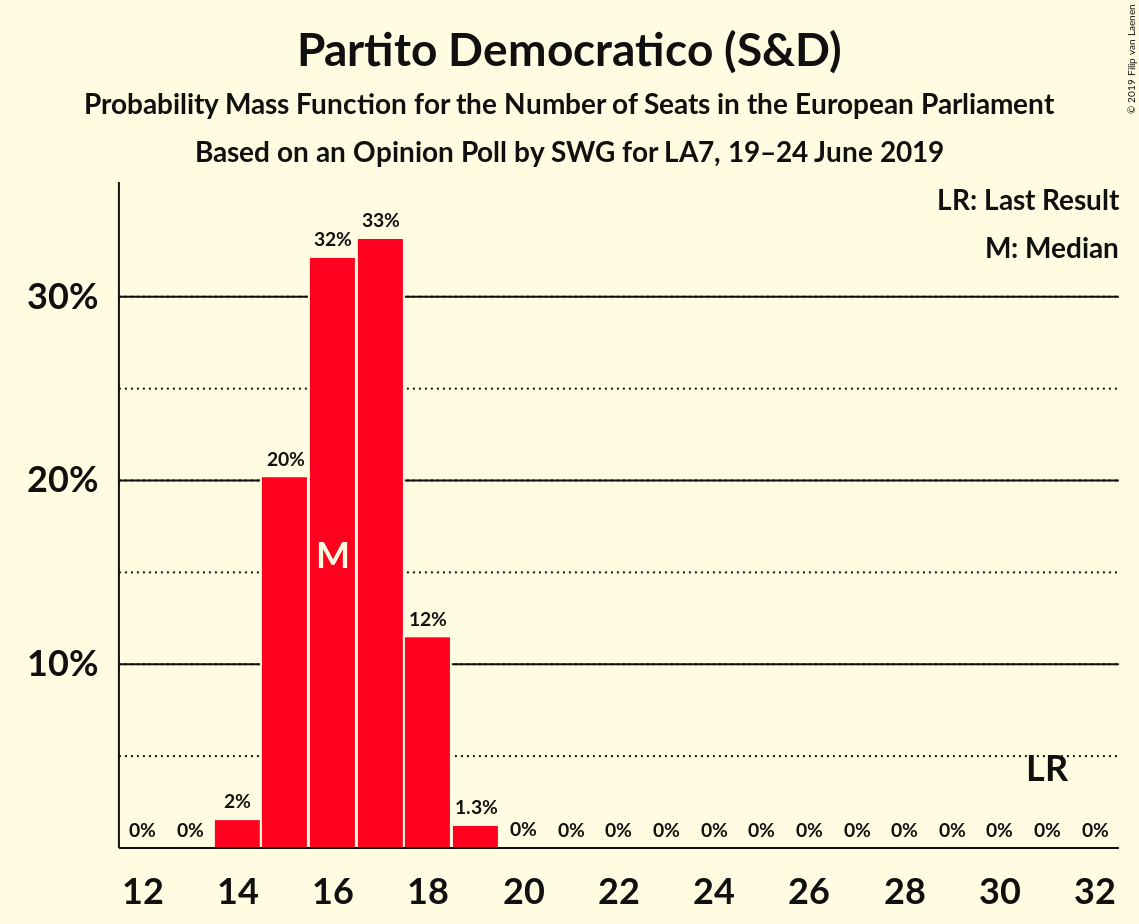 Partito Democratico (S&D)
Probability Mass Function for the Number of Seats in the European Parliament
Based on an Opinion Poll by SWG for LA7, 19–24 June 2019
© 2019 Filip van Laenen
LR: Last Result
M: Median
30%
20%
10%
0% 0% 2% 20% 32% 33% 12% 1.3% 0% 0% 0% 0% 0% 0% 0% 0% 0% 0% 0% 0% 0%
M
LR
12 14 16 18 20 22 24 26 28 30 32